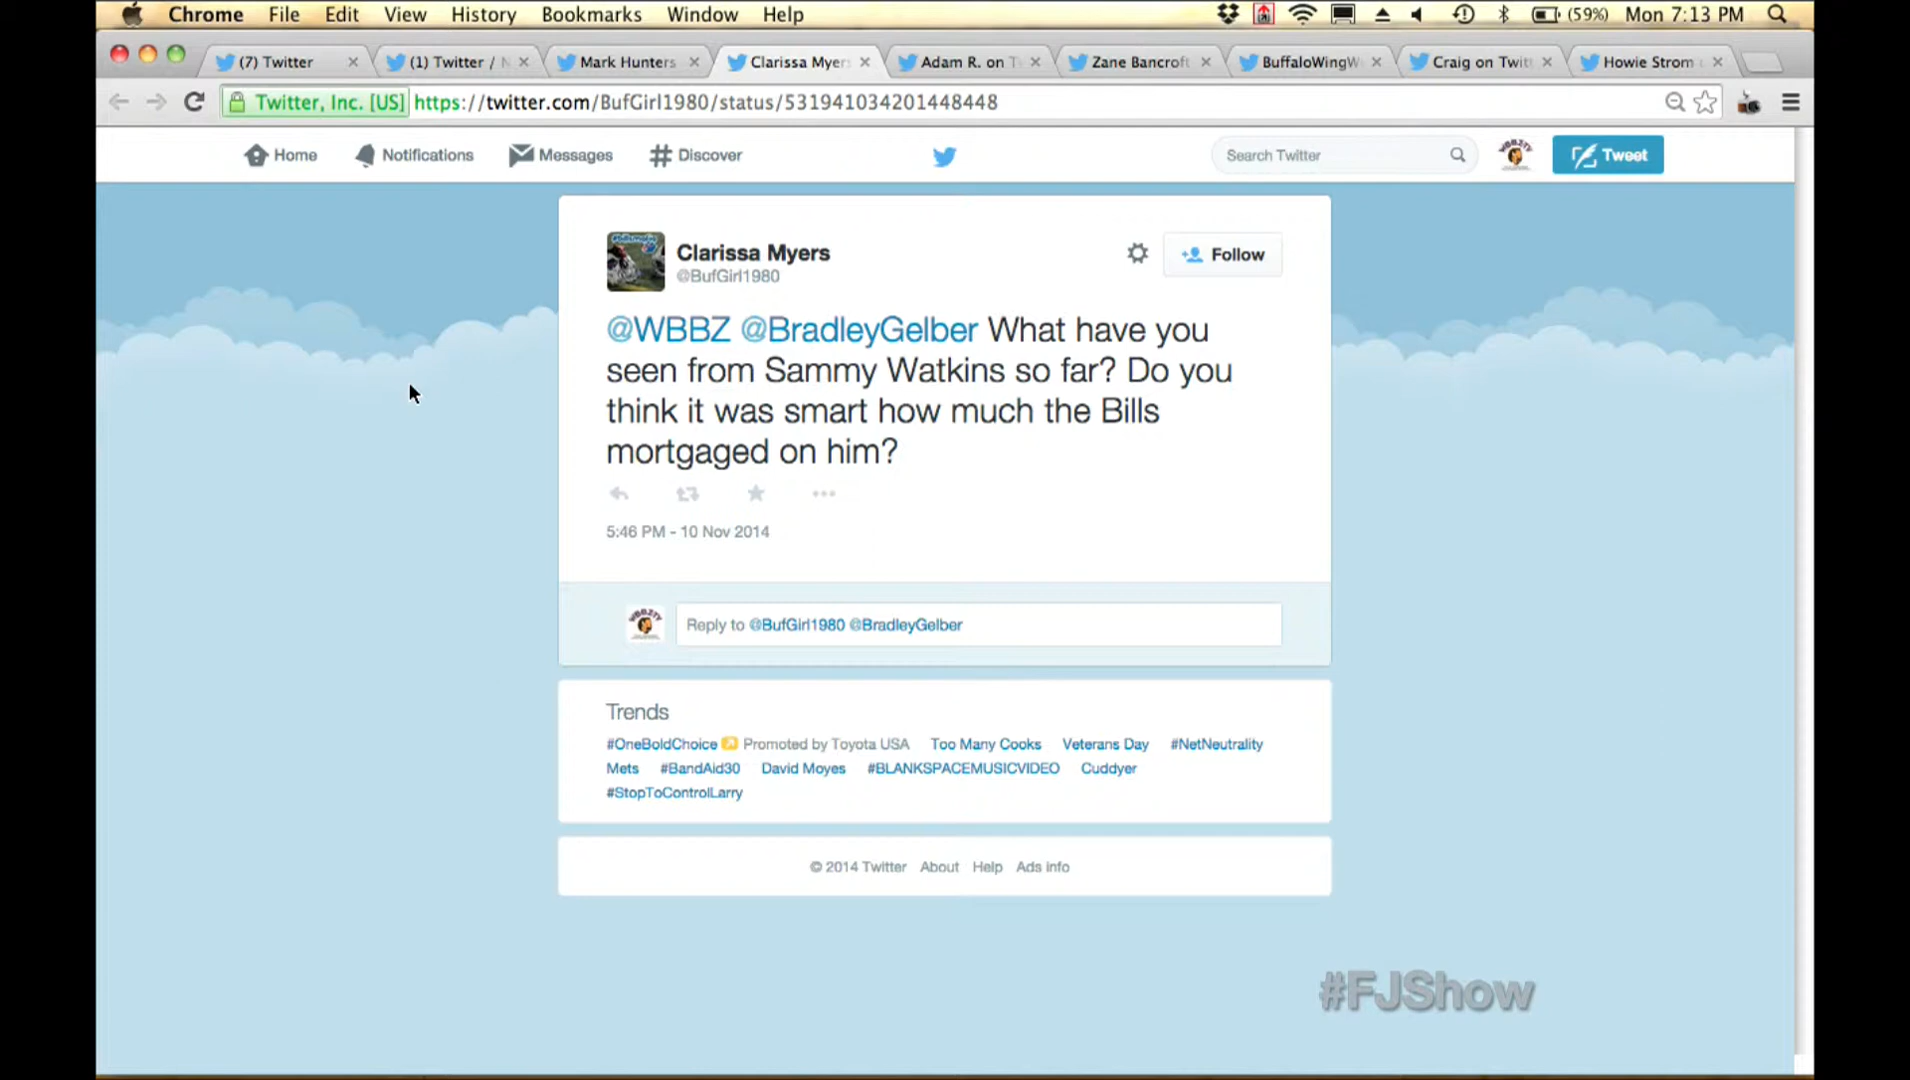 Chrome File Edit View History Bookmarks Window Help (59%) Mon 7:13 PM
(7) Twitter (1) Twitter / Mark Hunters Clarissa Myers Adam R. on Zane Bancroft BuffaloWingW Craig on Twitt Howie Strom
Twitter, Inc. [US] https://twitter.com/BufGirl1980/status/531941034201448448
Home Notifications Messages # Discover Search Twitter Tweet
Clarissa Myers
@BufGirl1980
Follow
@WBBZ @BradleyGelber What have you
seen from Sammy Watkins so far? Do you
think it was smart how much the Bills
mortgaged on him?
5:46 PM - 10 Nov 2014
WBBZTV
Reply to @BufGirl1980 @BradleyGelber
Trends
#OneBoldChoice Promoted by Toyota USA Too Many Cooks Veterans Day #NetNeutrality
Mets #BandAid30 David Moyes #BLANKSPACEMUSICVIDEO Cuddyer
#StopToControlLarry
© 2014 Twitter About Help Ads info
#FJShow